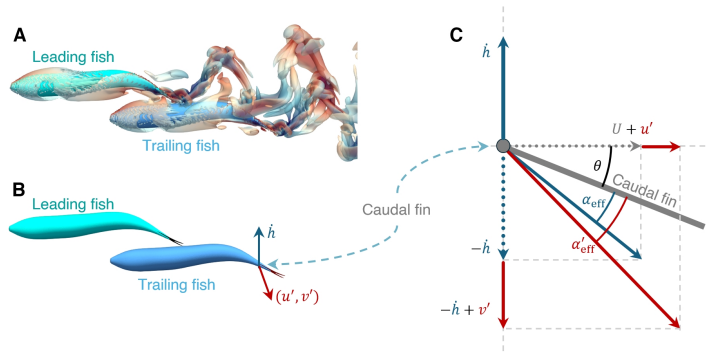 A
Leading fish
Trailing fish
B
Leading fish
ḣ
Trailing fish
(u′, v′)
Caudal fin
C
ḣ
U + u′
θ
Caudal fin
α_eff
α′_eff
−ḣ
−ḣ + v′